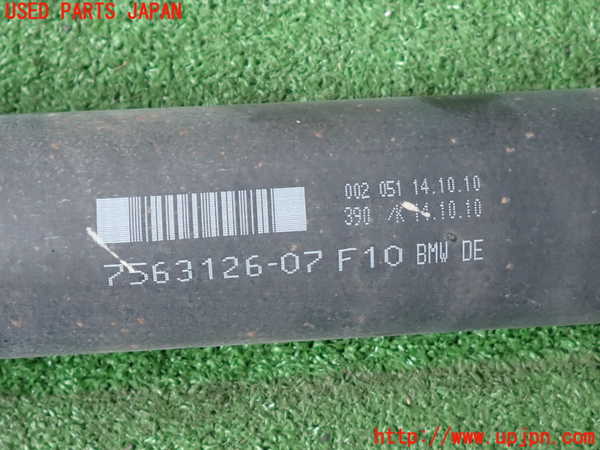 USED PARTS JAPAN
002 051 14.10.10
390 /K 14.10.10
7563126-07 F10 BMW DE
http://www.upjpn.com/